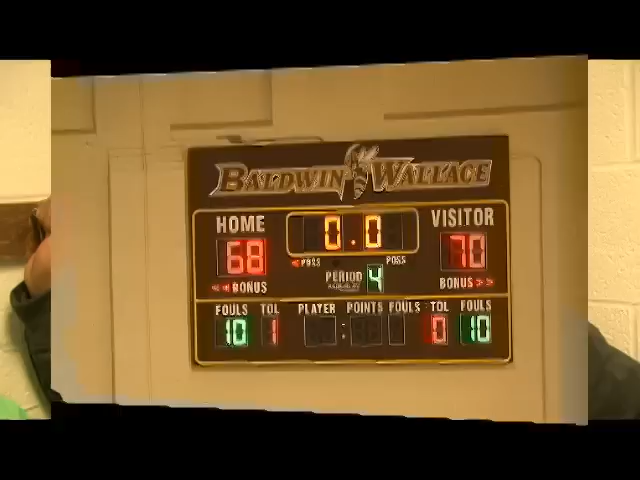 BALDWIN WALLACE
HOME 0.0 VISITOR
68 70
POSS POSS
PERIOD 4
BONUS BONUS >>
FOULS TOL PLAYER POINTS FOULS TOL FOULS
10 1 : 0 10